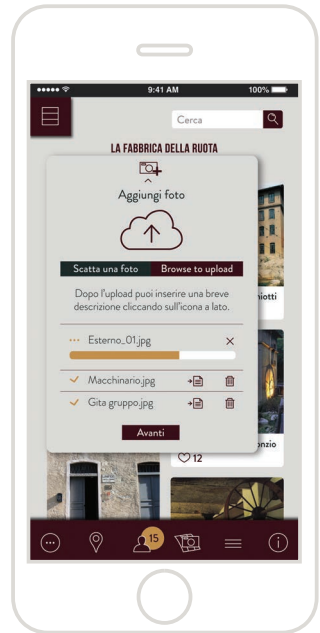 9:41 AM
100%
Cerca
LA FABBRICA DELLA RUOTA
Aggiungi foto
Scatta una foto
Browse to upload
Dopo l'upload puoi inserire una breve
descrizione cliccando sull'icona a lato.
Esterno_01.jpg
Macchinario.jpg
Gita gruppo.jpg
Avanti
12
15